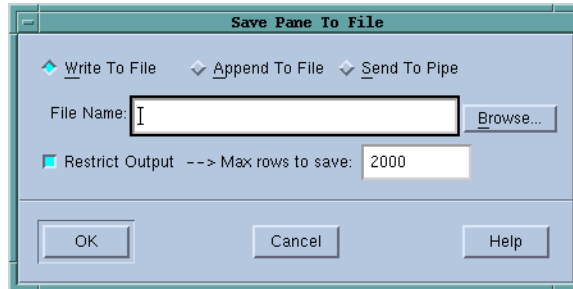 Save Pane To File
Write To File Append To File Send To Pipe
File Name: Browse...
Restrict Output --> Max rows to save: 2000
OK Cancel Help